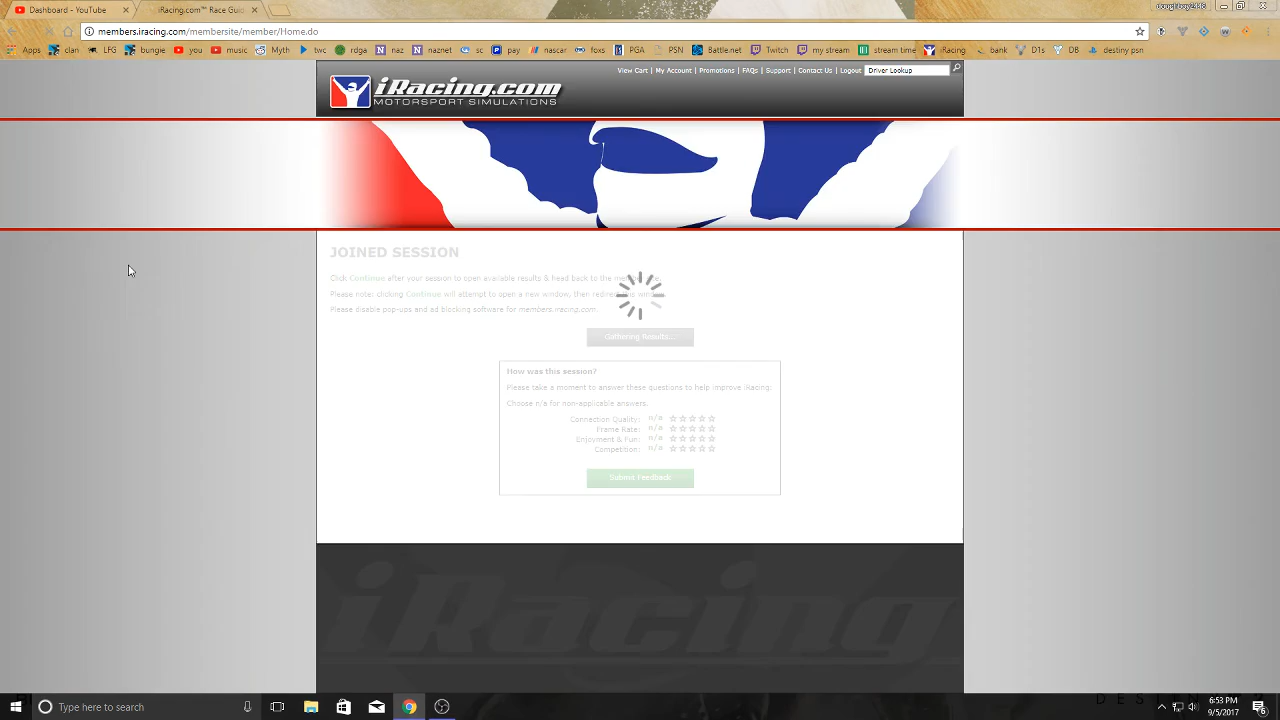 Dashboard - YouTube
iRacing.com™ Race Guid
members.iracing.com/membersite/member/Home.do
Apps
clan
LFG
bungie
weather
music
Myth
twc
rdga
naz
naznet
sc
pay
nascar
foxs
PGA
PSN
Battle.net
Twitch
my stream
stream time
iRacing
bank
D1s
DB
destiny psn
View Cart | My Account | Promotions | FAQs | Support | Contact Us | Logout
Driver Lookup
iRacing.com
MOTORSPORT SIMULATIONS
JOINED SESSION
Click Continue after your session to open available results & head back to the member
Please note: clicking Continue will attempt to open a new window, then redirect this window.
Please disable pop-ups and ad blocking software for members.iracing.com.
Gathering Results...
How was this session?
Please take a moment to answer these questions to help improve iRacing:
Choose n/a for non-applicable answers.
Connection Quality: n/a
Frame Rate: n/a
Enjoyment & Fun: n/a
Competition: n/a
Submit Feedback
iRacing
Type here to search
6:53 PM
9/5/2017
6